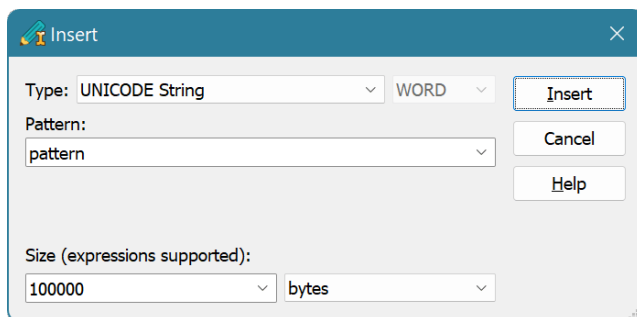 Insert
Type: UNICODE String WORD Insert
Pattern:
pattern
Cancel
Help
Size (expressions supported):
100000 bytes